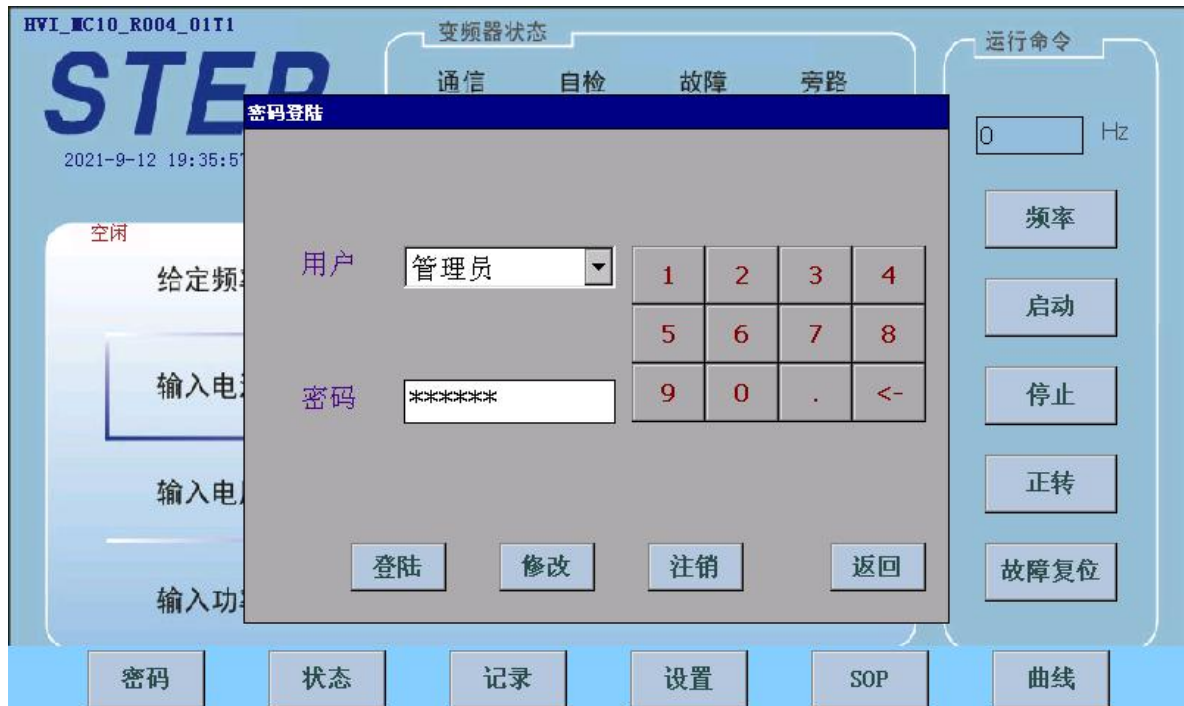 HVI_MC10_R004_01T1
变频器状态
运行命令
STEP
通信 自检 故障 旁路
密码登陆
0 Hz
2021-9-12 19:35:57
频率
空闲
用户 管理员
给定频率
1 2 3 4
启动
5 6 7 8
输入电
密码 ******
9 0 . <-
停止
输入电
正转
登陆 修改 注销 返回
故障复位
输入功
密码 状态 记录 设置 SOP 曲线